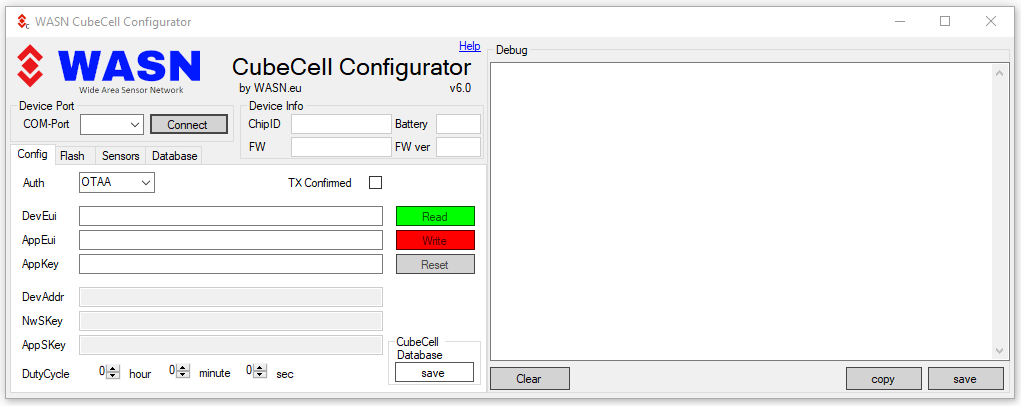 WASN CubeCell Configurator
Help
WASN
Wide Area Sensor Network
CubeCell Configurator
by WASN.eu v6.0
Device Port
COM-Port Connect
Device Info
ChipID Battery
FW FW ver
Config Flash Sensors Database
Auth OTAA TX Confirmed
DevEui Read
AppEui Write
AppKey Reset
DevAddr
NwSKey
AppSKey
DutyCycle 0 hour 0 minute 0 sec
CubeCell
Database
save
Debug
Clear copy save